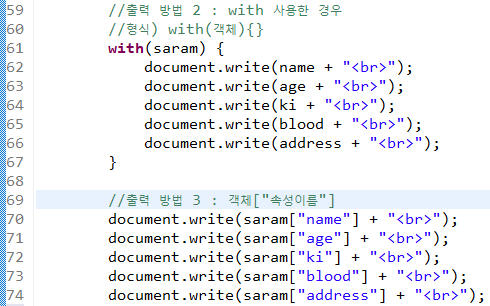 59 //출력 방법 2 : with 사용한 경우
60 //형식) with(객체){}
61 with(saram) {
62 document.write(name + "<br>");
63 document.write(age + "<br>");
64 document.write(ki + "<br>");
65 document.write(blood + "<br>");
66 document.write(address + "<br>");
67 }
68
69 //출력 방법 3 : 객체["속성이름"]
70 document.write(saram["name"] + "<br>");
71 document.write(saram["age"] + "<br>");
72 document.write(saram["ki"] + "<br>");
73 document.write(saram["blood"] + "<br>");
74 document.write(saram["address"] + "<br>");